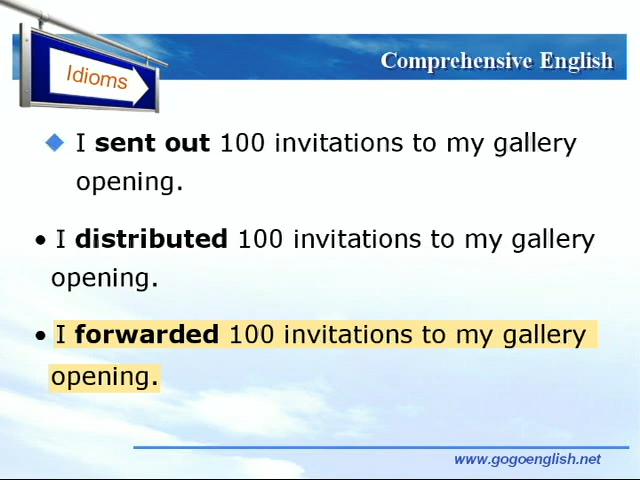 Idioms
Comprehensive English
I sent out 100 invitations to my gallery
opening.
• I distributed 100 invitations to my gallery
opening.
• I forwarded 100 invitations to my gallery
opening.
www.gogoenglish.net